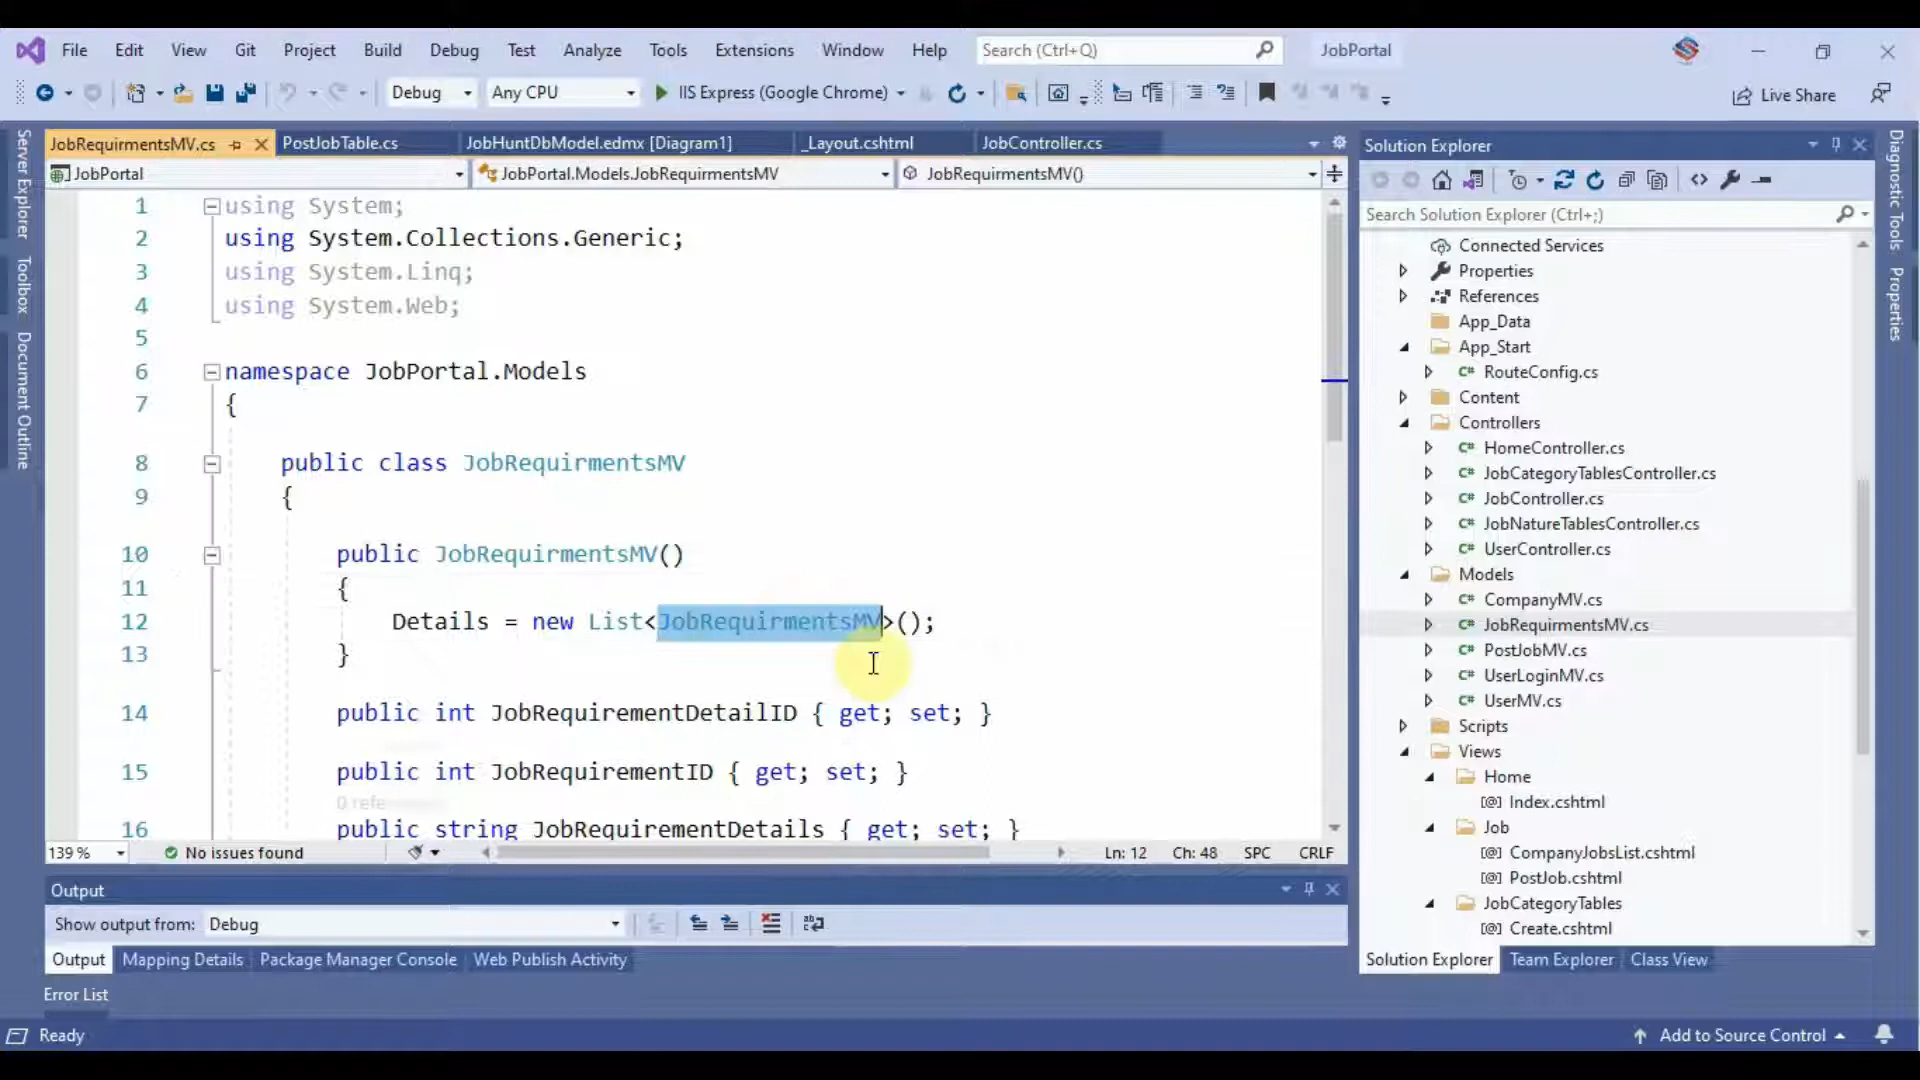 File Edit View Git Project Build Debug Test Analyze Tools Extensions Window Help Search (Ctrl+Q) JobPortal
Debug Any CPU IIS Express (Google Chrome) Live Share
JobRequirmentsMV.cs PostJobTable.cs JobHuntDbModel.edmx [Diagram1] _Layout.cshtml JobController.cs
JobPortal JobPortal.Models.JobRequirmentsMV JobRequirmentsMV()
Server Explorer
Toolbox
Document Outline
1 using System;
2 using System.Collections.Generic;
3 using System.Linq;
4 using System.Web;
5
6 namespace JobPortal.Models
7 {
8 public class JobRequirmentsMV
9 {
10 public JobRequirmentsMV()
11 {
12 Details = new List<JobRequirmentsMV>();
13 }
14 public int JobRequirementDetailID { get; set; }
15 public int JobRequirementID { get; set; }
0 refe
16 public string JobRequirementDetails { get; set; }
139 % No issues found Ln: 12 Ch: 48 SPC CRLF
Output
Show output from: Debug
Output Mapping Details Package Manager Console Web Publish Activity
Error List
Ready Add to Source Control
Solution Explorer
Search Solution Explorer (Ctrl+;)
Connected Services
Properties
References
App_Data
App_Start
C# RouteConfig.cs
Content
Controllers
C# HomeController.cs
C# JobCategoryTablesController.cs
C# JobController.cs
C# JobNatureTablesController.cs
C# UserController.cs
Models
C# CompanyMV.cs
C# JobRequirmentsMV.cs
C# PostJobMV.cs
C# UserLoginMV.cs
C# UserMV.cs
Scripts
Views
Home
[@] Index.cshtml
Job
[@] CompanyJobsList.cshtml
[@] PostJob.cshtml
JobCategoryTables
[@] Create.cshtml
Solution Explorer Team Explorer Class View
Diagnostic Tools
Properties